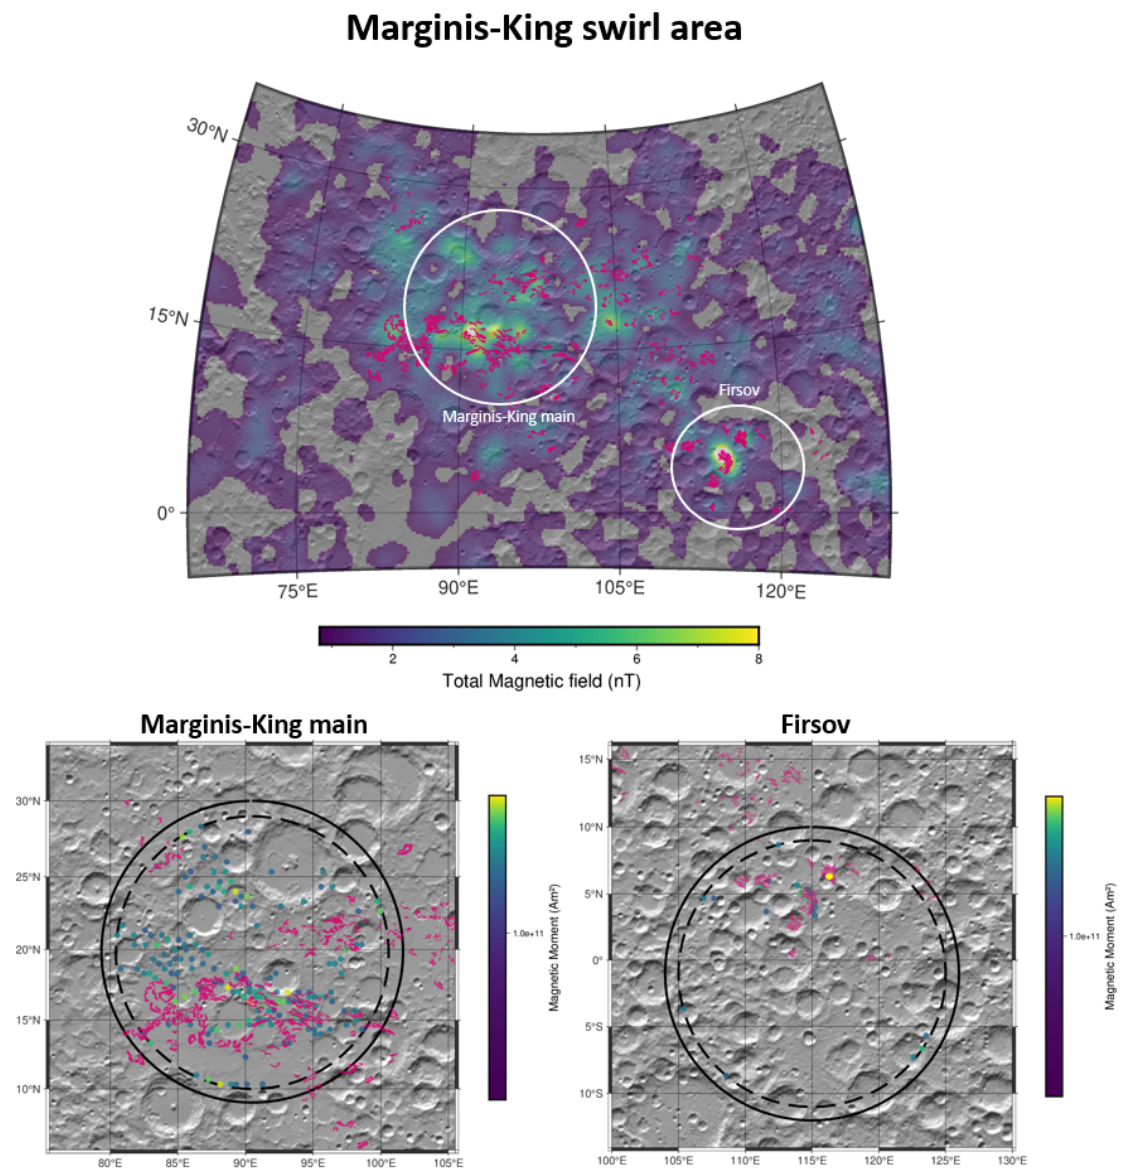 Marginis-King swirl area
30°N
15°N
Firsov
Marginis-King main
0°
75°E 90°E 105°E 120°E
2 4 6 8
Total Magnetic field (nT)
Marginis-King main
30°N
25°N
20°N
15°N
10°N
80°E 85°E 90°E 95°E 100°E 105°E
1.0e+11
Magnetic Moment (Am²)
Firsov
15°N
10°N
5°N
0°
5°S
10°S
100°E 105°E 110°E 115°E 120°E 125°E 130°E
1.0e+11
Magnetic Moment (Am²)